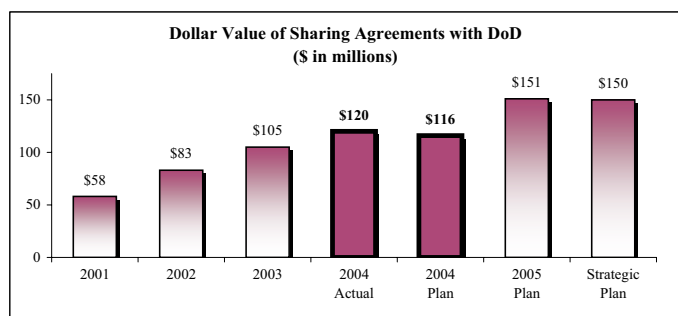 Dollar Value of Sharing Agreements with DoD
($ in millions)
$151
$150
150
$120
$116
$105
100
$83
$58
50
0
2001
2002
2003
2004
2004
2005
Strategic
Actual
Plan
Plan
Plan